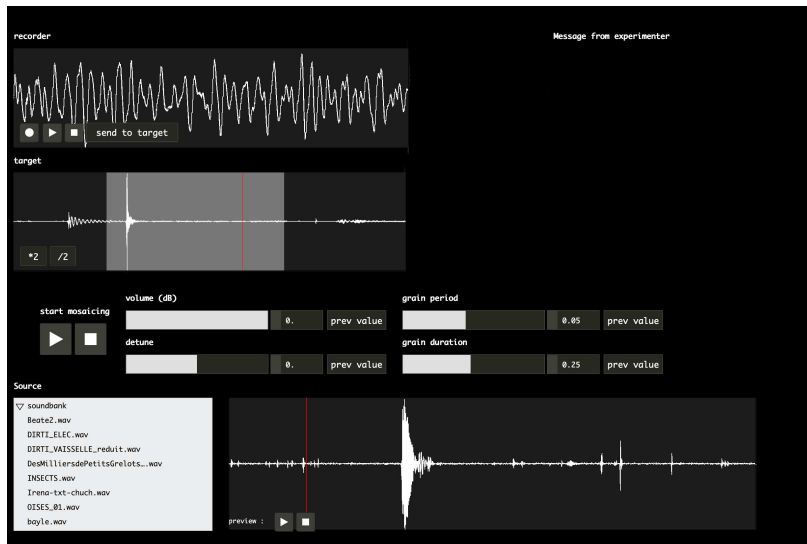 recorder
Message from experimenter
send to target
target
*2 /2
volume (dB)
grain period
start mosaicing
0. prev value
0.05 prev value
detune
grain duration
0. prev value
0.25 prev value
Source
soundbank
Beate2.wav
DIRTI_ELEC.wav
DIRTI_VAISSELLE_reduit.wav
DesMilliersdePetitsGrelots….wav
INSECTS.wav
Irena-txt-chuch.wav
OISES_01.wav
bayle.wav
preview :